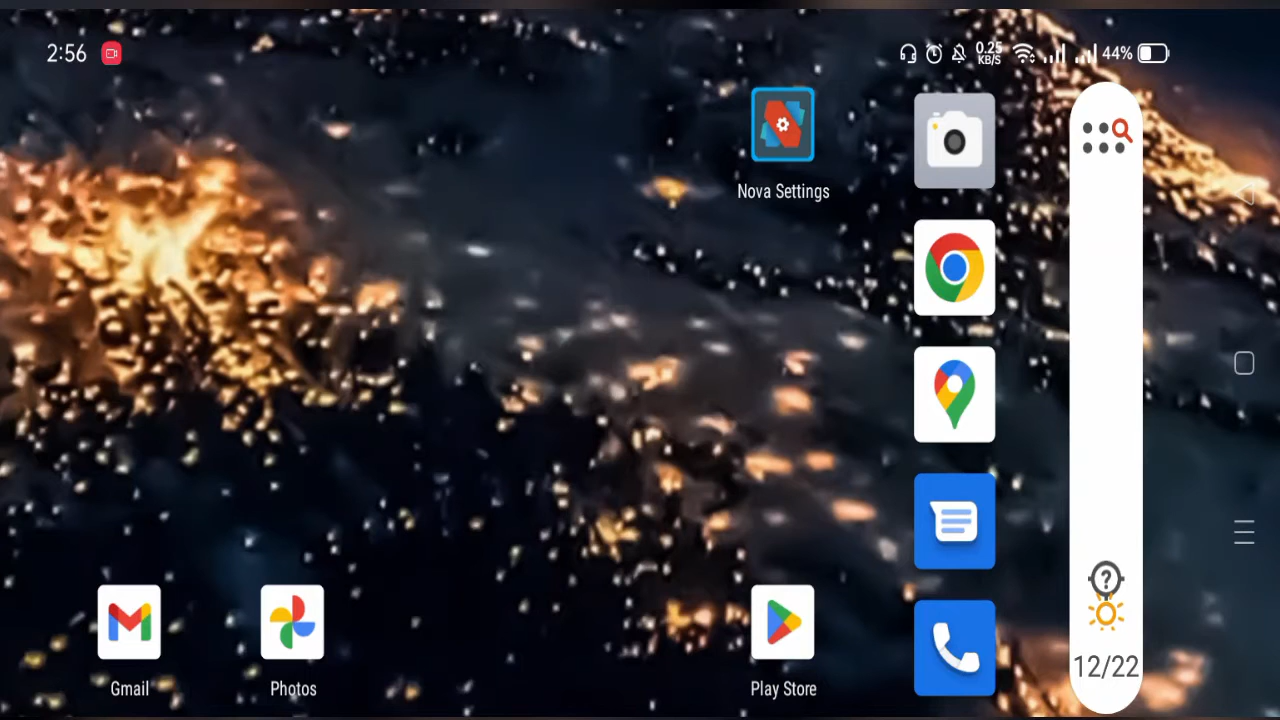 2:56
0.25
KB/S
44%
Nova Settings
?
12/22
Gmail
Photos
Play Store